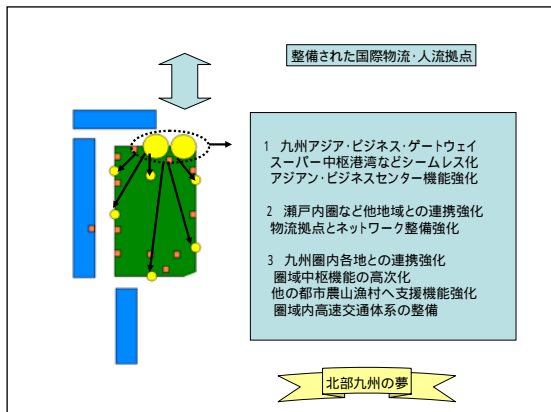 整備された国際物流・人流拠点
1 九州アジア・ビジネス・ゲートウェイ
スーパー中枢港湾などシームレス化
アジアン・ビジネスセンター機能強化
2 瀬戸内圏など他地域との連携強化
物流拠点とネットワーク整備強化
3 九州圏内各地との連携強化
圏域中枢機能の高次化
他の都市農山漁村へ支援機能強化
圏域内高速交通体系の整備
北部九州の夢